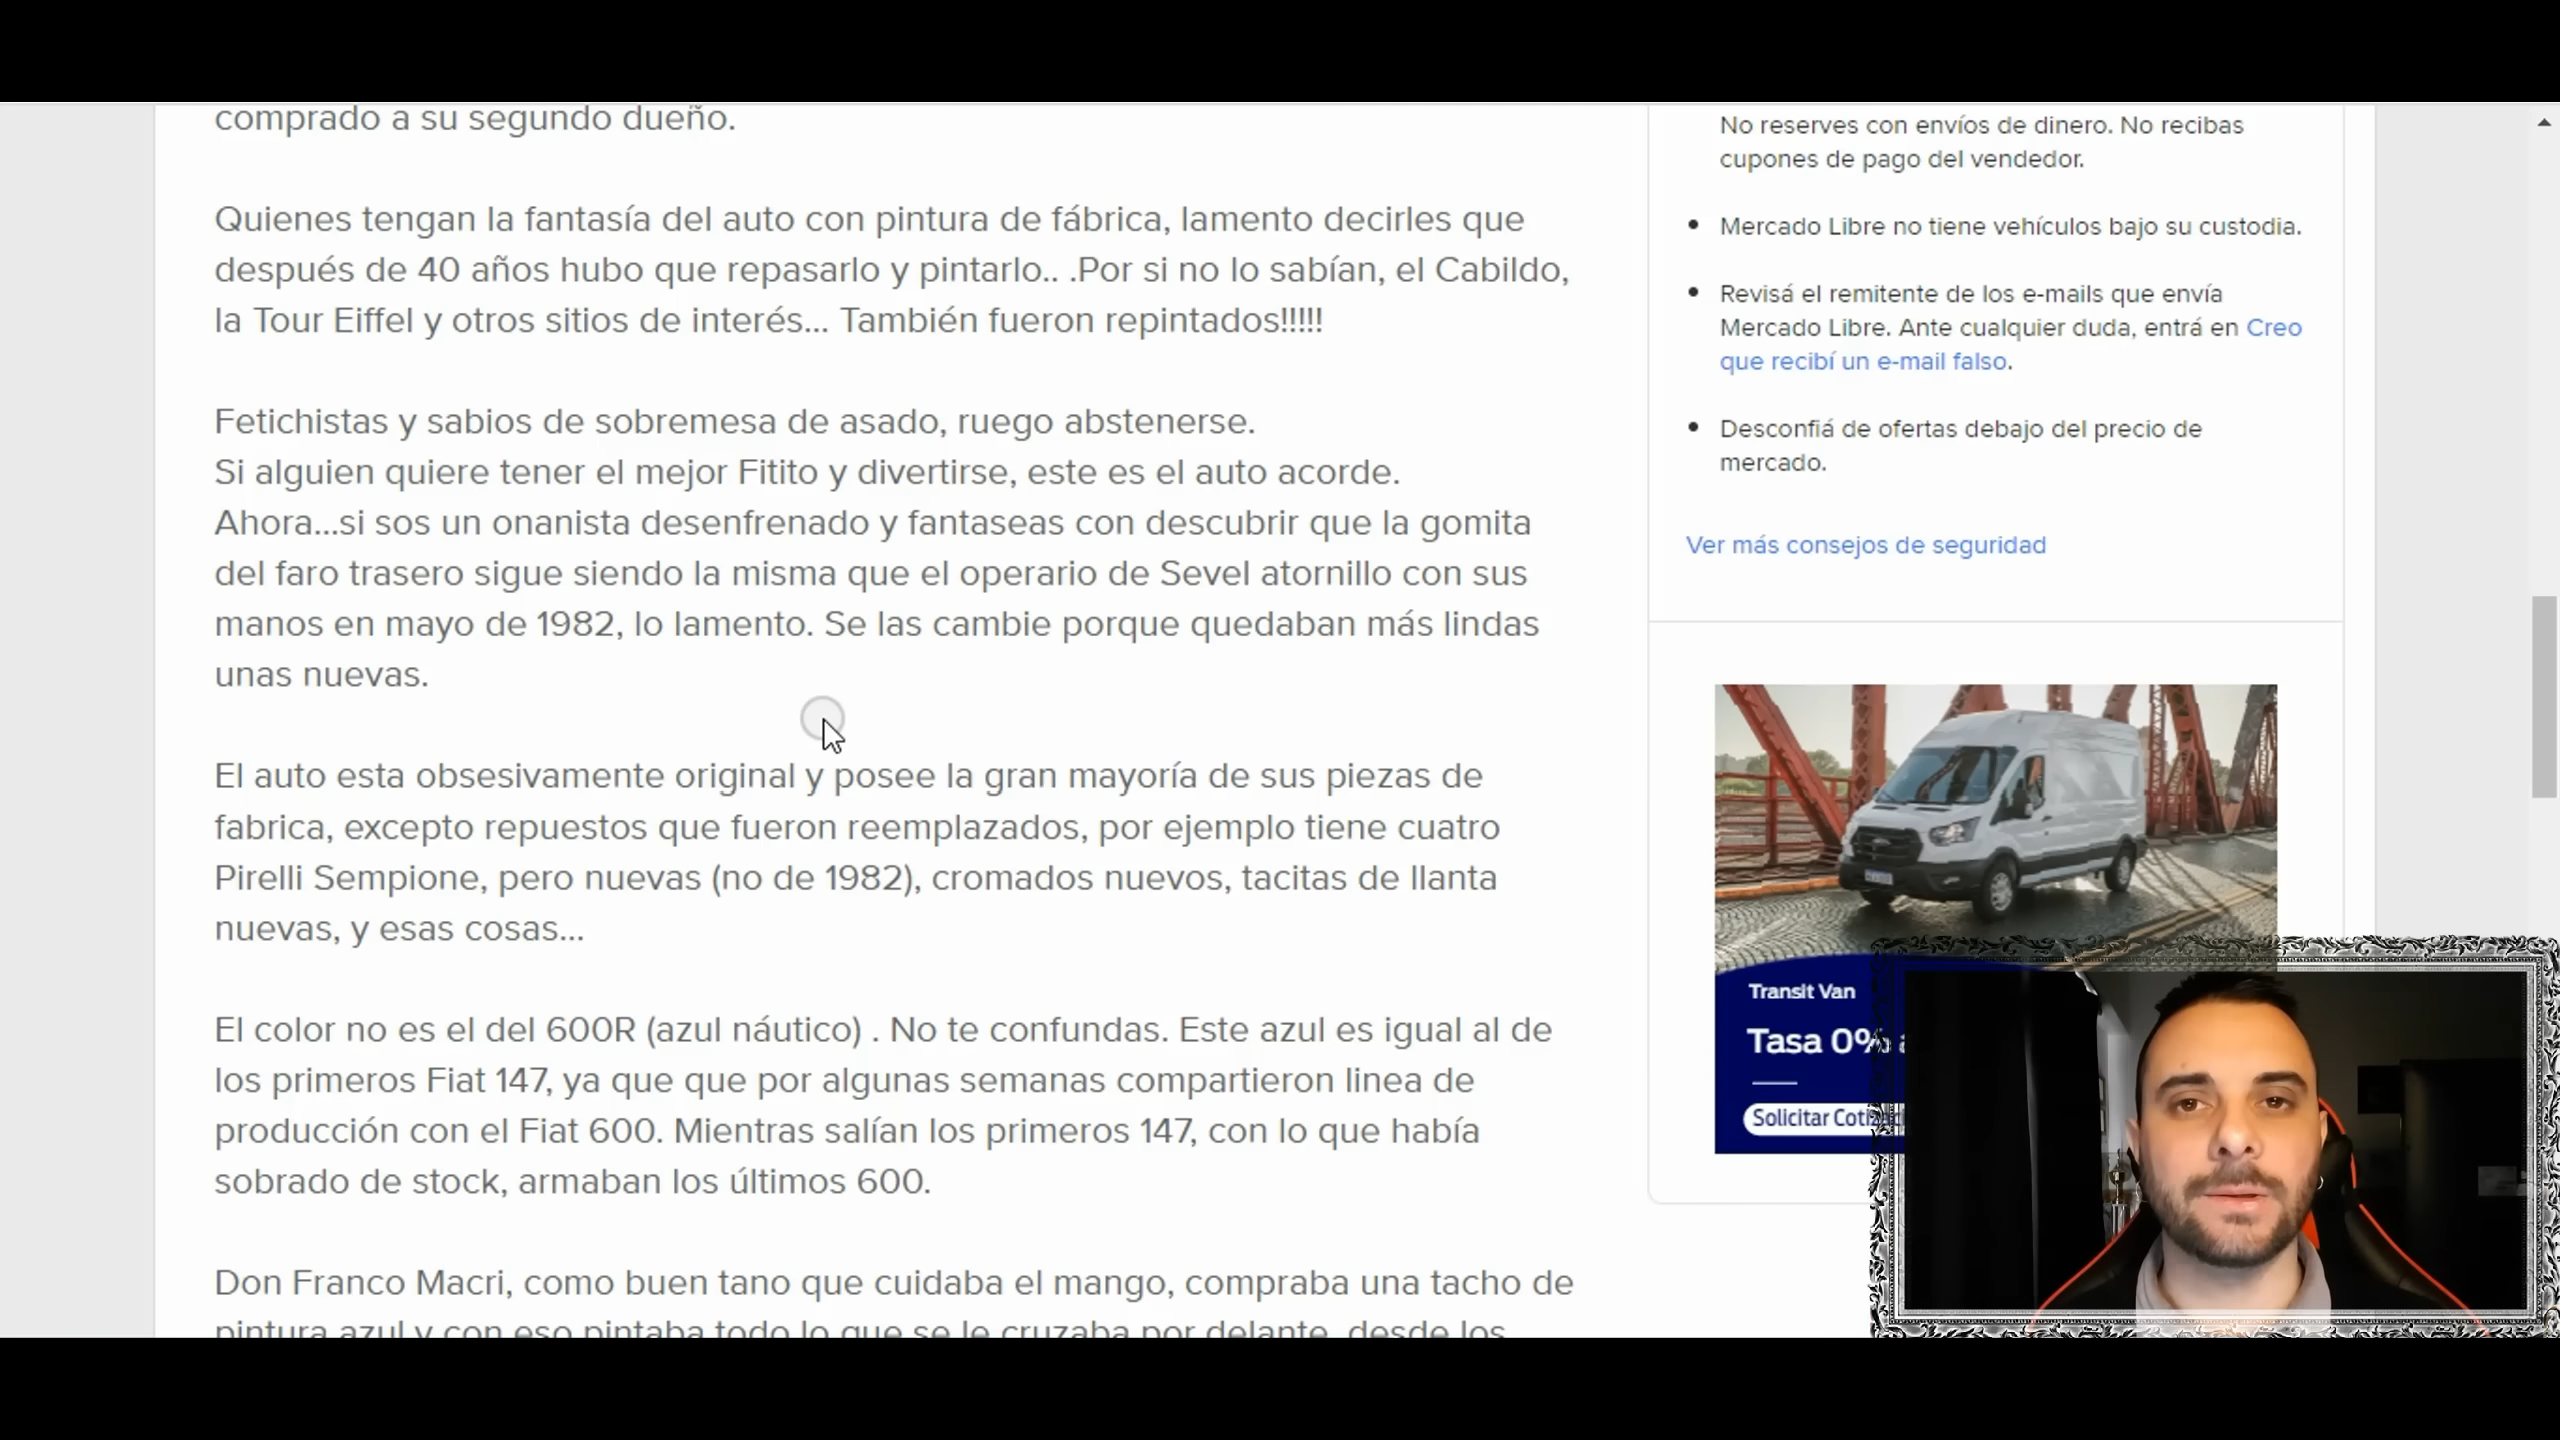 comprado a su segundo dueño.
Quienes tengan la fantasía del auto con pintura de fábrica, lamento decirles que
después de 40 años hubo que repasarlo y pintarlo.. .Por si no lo sabían, el Cabildo,
la Tour Eiffel y otros sitios de interés... También fueron repintados!!!!!
Fetichistas y sabios de sobremesa de asado, ruego abstenerse.
Si alguien quiere tener el mejor Fitito y divertirse, este es el auto acorde.
Ahora...si sos un onanista desenfrenado y fantaseas con descubrir que la gomita
del faro trasero sigue siendo la misma que el operario de Sevel atornillo con sus
manos en mayo de 1982, lo lamento. Se las cambie porque quedaban más lindas
unas nuevas.
El auto esta obsesivamente original y posee la gran mayoría de sus piezas de
fabrica, excepto repuestos que fueron reemplazados, por ejemplo tiene cuatro
Pirelli Sempione, pero nuevas (no de 1982), cromados nuevos, tacitas de llanta
nuevas, y esas cosas...
El color no es el del 600R (azul náutico) . No te confundas. Este azul es igual al de
los primeros Fiat 147, ya que que por algunas semanas compartieron linea de
producción con el Fiat 600. Mientras salían los primeros 147, con lo que había
sobrado de stock, armaban los últimos 600.
Don Franco Macri, como buen tano que cuidaba el mango, compraba una tacho de
pintura azul y con eso pintaba todo lo que se le cruzaba por delante, desde los
No reserves con envíos de dinero. No recibas
cupones de pago del vendedor.
• Mercado Libre no tiene vehículos bajo su custodia.
• Revisá el remitente de los e-mails que envía
Mercado Libre. Ante cualquier duda, entrá en Creo
que recibí un e-mail falso.
• Desconfiá de ofertas debajo del precio de
mercado.
Ver más consejos de seguridad
Transit Van
Tasa 0%
Solicitar